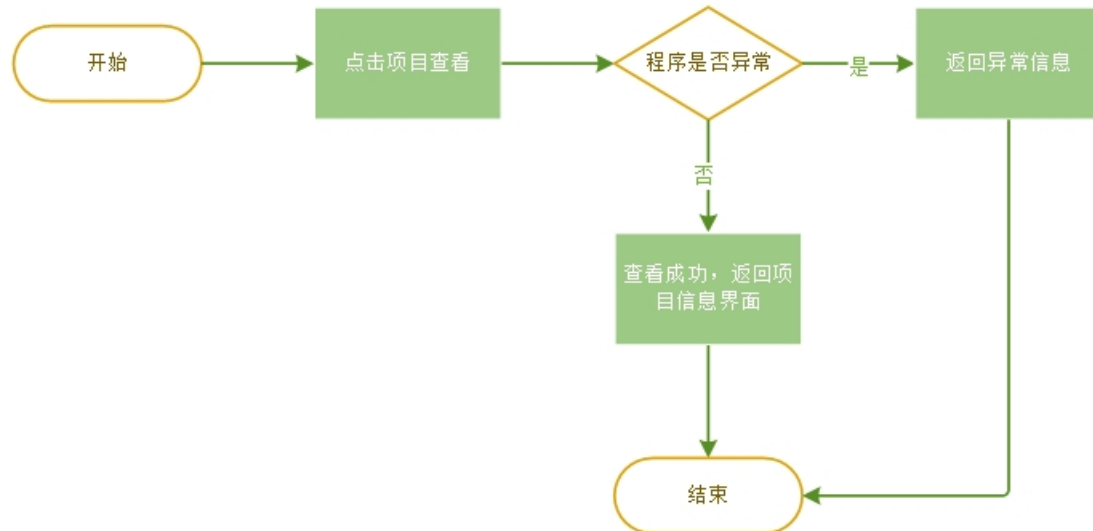 开始
点击项目查看
程序是否异常
是
返回异常信息
否
查看成功，返回项
目信息界面
结束